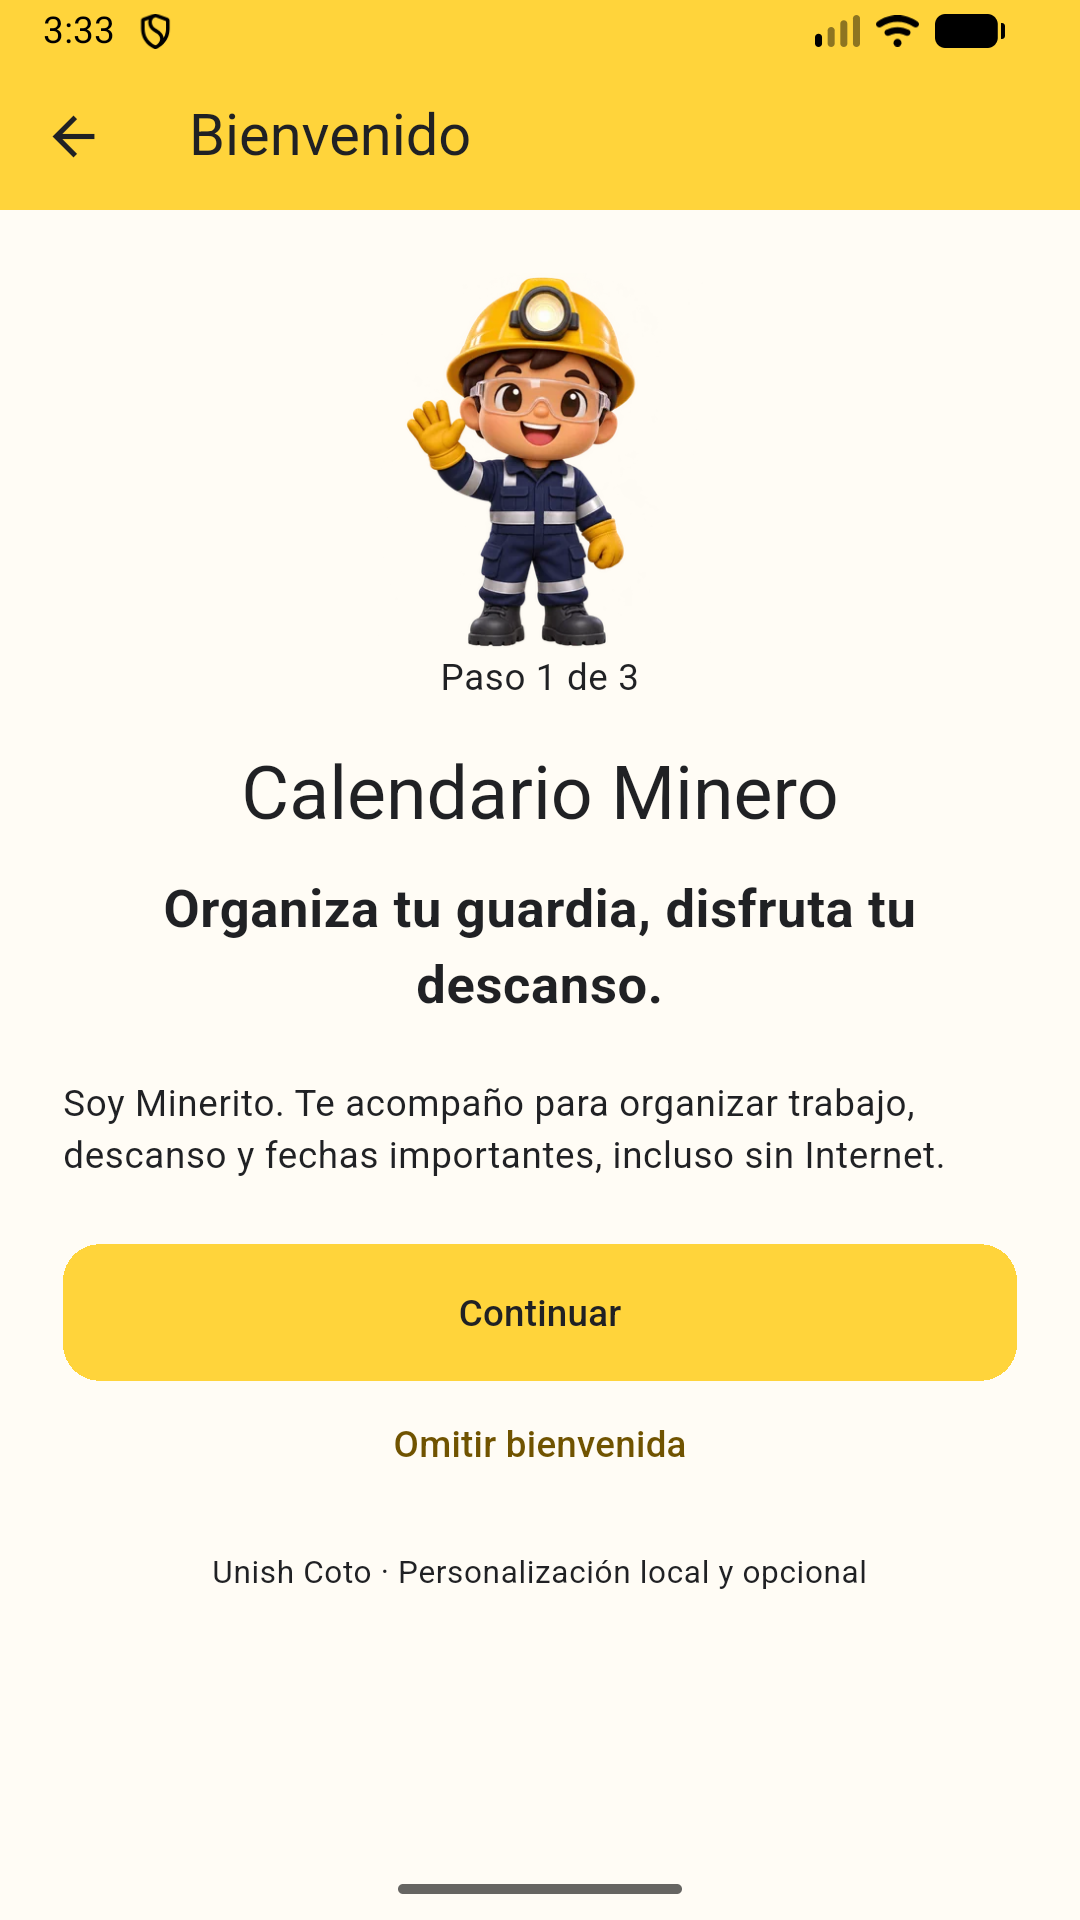 3:33
Bienvenido
Paso 1 de 3
Calendario Minero
Organiza tu guardia, disfruta tu
descanso.
Soy Minerito. Te acompaño para organizar trabajo,
descanso y fechas importantes, incluso sin Internet.
Continuar
Omitir bienvenida
Unish Coto · Personalización local y opcional